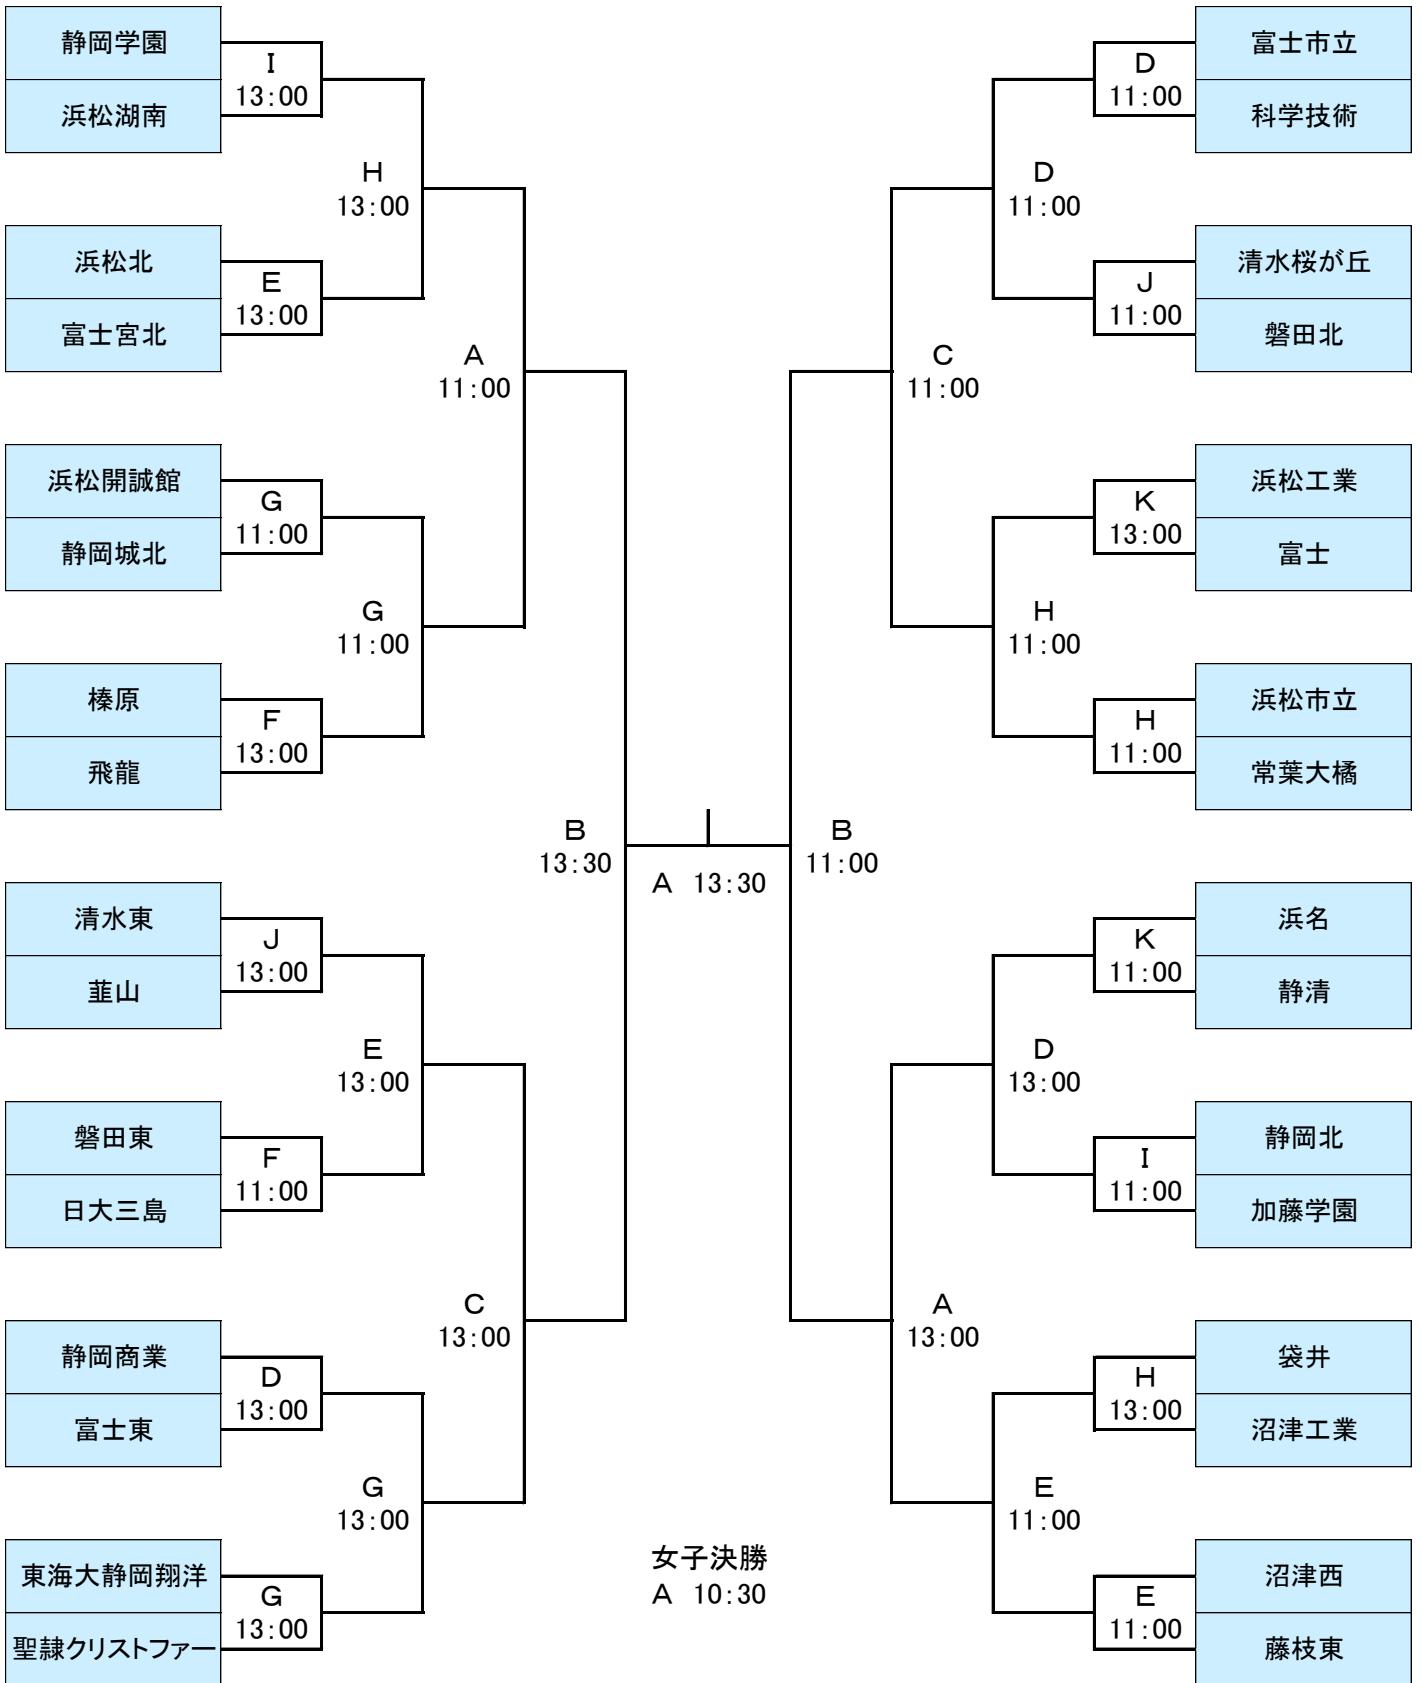 静岡学園
I
13:00
浜松湖南
H
13:00
浜松北
E
13:00
富士宮北
A
11:00
浜松開誠館
G
11:00
静岡城北
G
11:00
榛原
F
13:00
飛龍
B
13:30
清水東
J
13:00
韮山
E
13:00
磐田東
F
11:00
日大三島
C
13:00
静岡商業
D
13:00
富士東
G
13:00
東海大静岡翔洋
G
13:00
聖隷クリストファー
A 13:30
女子決勝
A 10:30
富士市立
D
11:00
科学技術
D
11:00
清水桜が丘
J
11:00
磐田北
C
11:00
浜松工業
K
13:00
富士
H
11:00
浜松市立
H
11:00
常葉大橘
B
11:00
浜名
K
11:00
静清
D
13:00
静岡北
I
11:00
加藤学園
A
13:00
袋井
H
13:00
沼津工業
E
11:00
沼津西
E
11:00
藤枝東